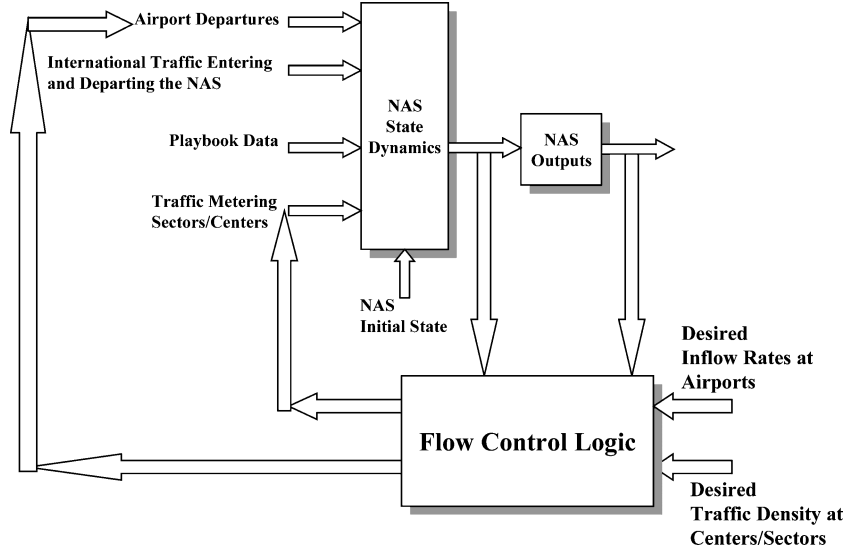 Airport Departures
International Traffic Entering
and Departing the NAS
Playbook Data
Traffic Metering
Sectors/Centers
NAS
State
Dynamics
NAS
Outputs
NAS
Initial State
Desired
Inflow Rates at
Airports
Flow Control Logic
Desired
Traffic Density at
Centers/Sectors